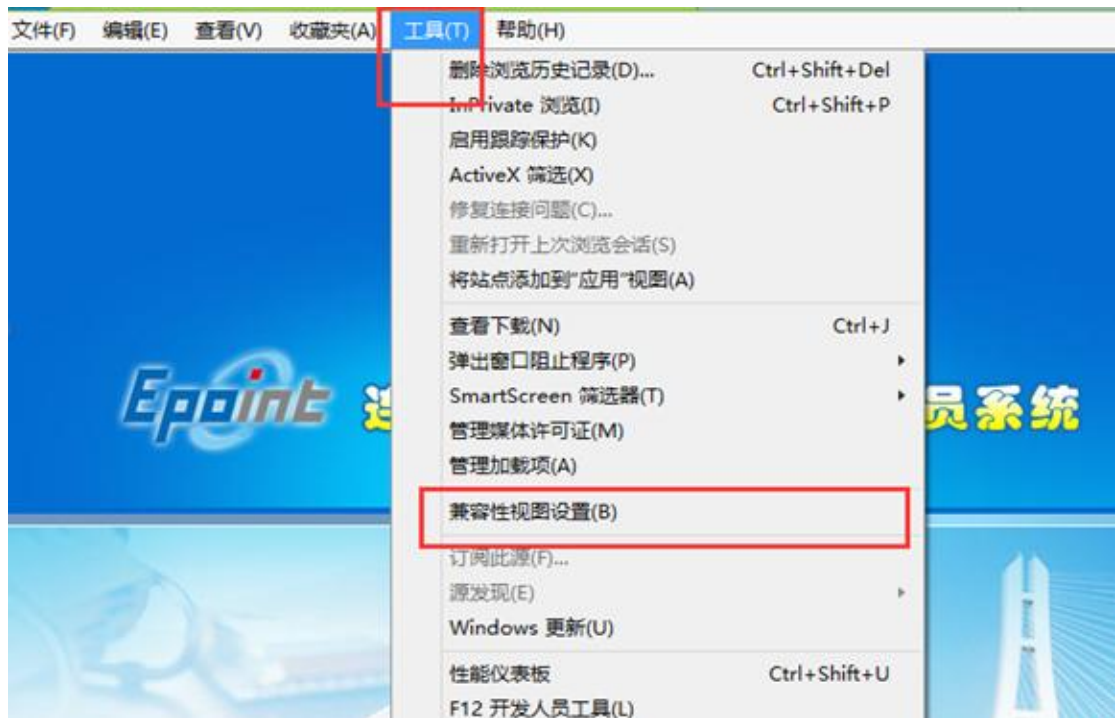 文件(F) 编辑(E) 查看(V) 收藏夹(A) 工具(T) 帮助(H)
删除浏览历史记录(D)... Ctrl+Shift+Del
InPrivate 浏览(I) Ctrl+Shift+P
启用跟踪保护(K)
ActiveX 筛选(X)
修复连接问题(C)...
重新打开上次浏览会话(S)
将站点添加到“应用”视图(A)
查看下载(N) Ctrl+J
弹出窗口阻止程序(P)
SmartScreen 筛选器(T)
管理媒体许可证(M)
管理加载项(A)
Epoint 员系统
兼容性视图设置(B)
订阅此源(F)...
源发现(E)
Windows 更新(U)
性能仪表板 Ctrl+Shift+U
F12 开发人员工具(L)